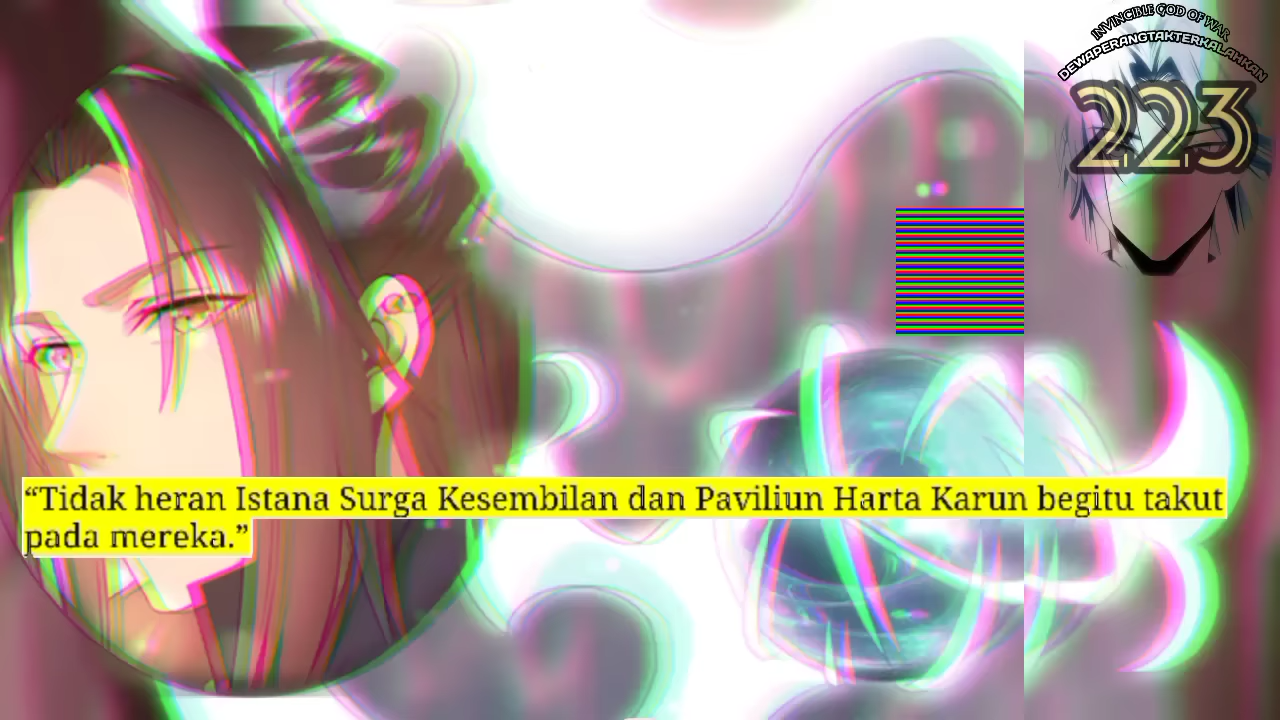 INVINCIBLE GOD OF WAR
DEWAPERANGTAKTERKALAHKAN
223
“Tidak heran Istana Surga Kesembilan dan Paviliun Harta Karun begitu takut
pada mereka.”